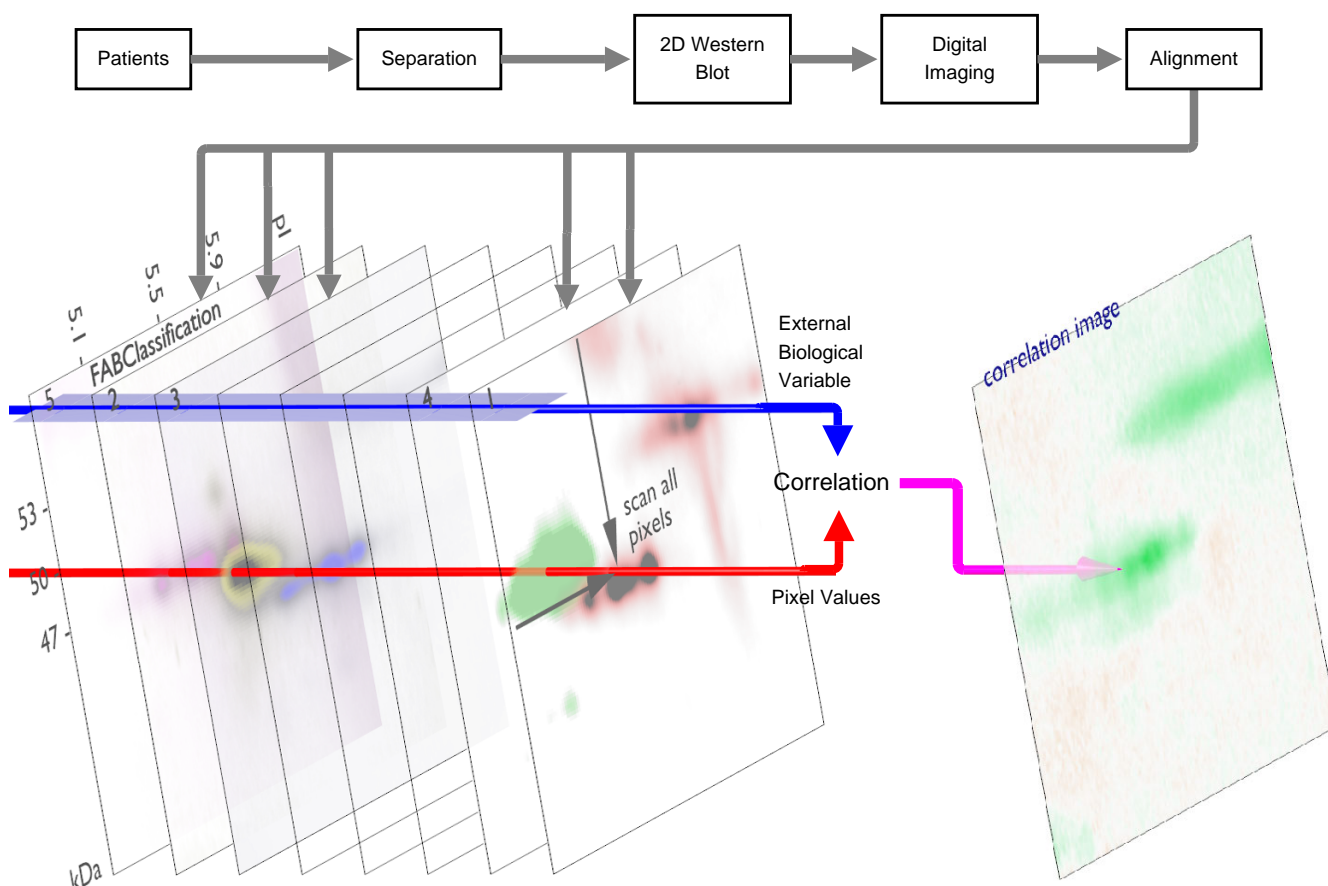 Patients
Separation
2D Western
Blot
Digital
Imaging
Alignment
pI
5.9 -
5.5 -
5.1 -
FABClassification
5
2
3
4
1
External
Biological
Variable
correlation image
Correlation
scan all
pixels
53 -
50
47 -
Pixel Values
kDa